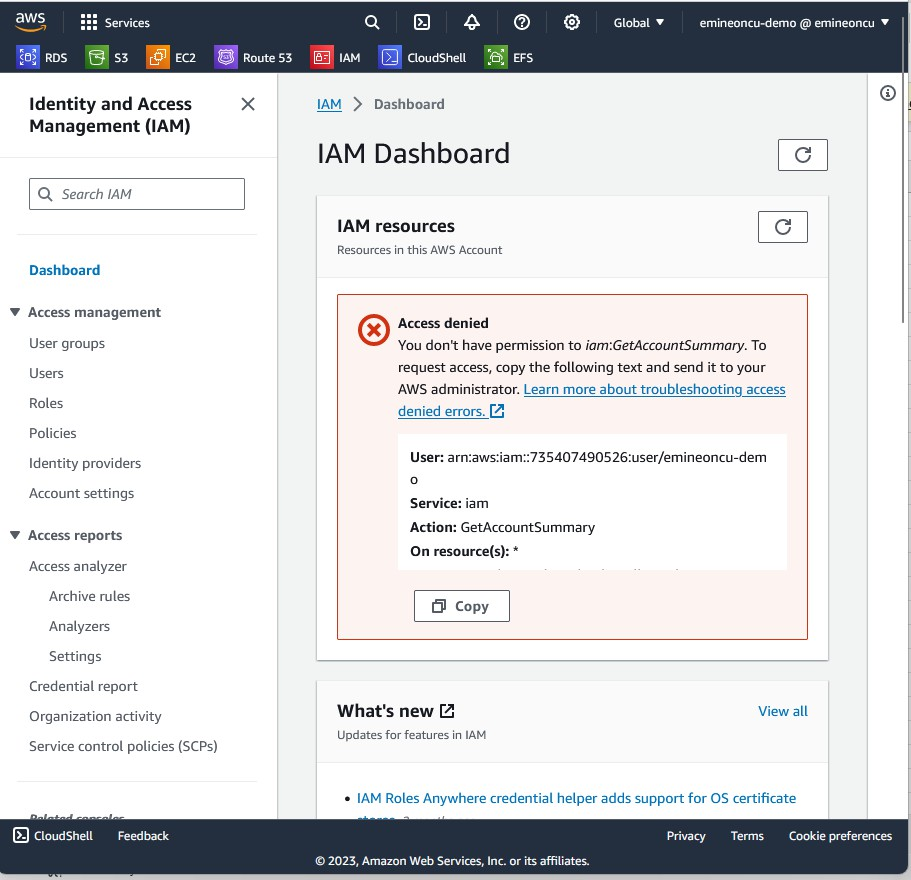 aws
Services
Global
emineoncu-demo @ emineoncu
RDS
S3
EC2
Route 53
IAM
CloudShell
EFS
Identity and Access
Management (IAM)
Search IAM
Dashboard
Access management
User groups
Users
Roles
Policies
Identity providers
Account settings
Access reports
Access analyzer
Archive rules
Analyzers
Settings
Credential report
Organization activity
Service control policies (SCPs)
Related consoles
IAM > Dashboard
IAM Dashboard
IAM resources
Resources in this AWS Account
Access denied
You don't have permission to iam:GetAccountSummary. To
request access, copy the following text and send it to your
AWS administrator. Learn more about troubleshooting access
denied errors.
User: arn:aws:iam::735407490526:user/emineoncu-dem
o
Service: iam
Action: GetAccountSummary
On resource(s): *
Copy
What's new
View all
Updates for features in IAM
• IAM Roles Anywhere credential helper adds support for OS certificate
CloudShell
Feedback
Privacy
Terms
Cookie preferences
© 2023, Amazon Web Services, Inc. or its affiliates.